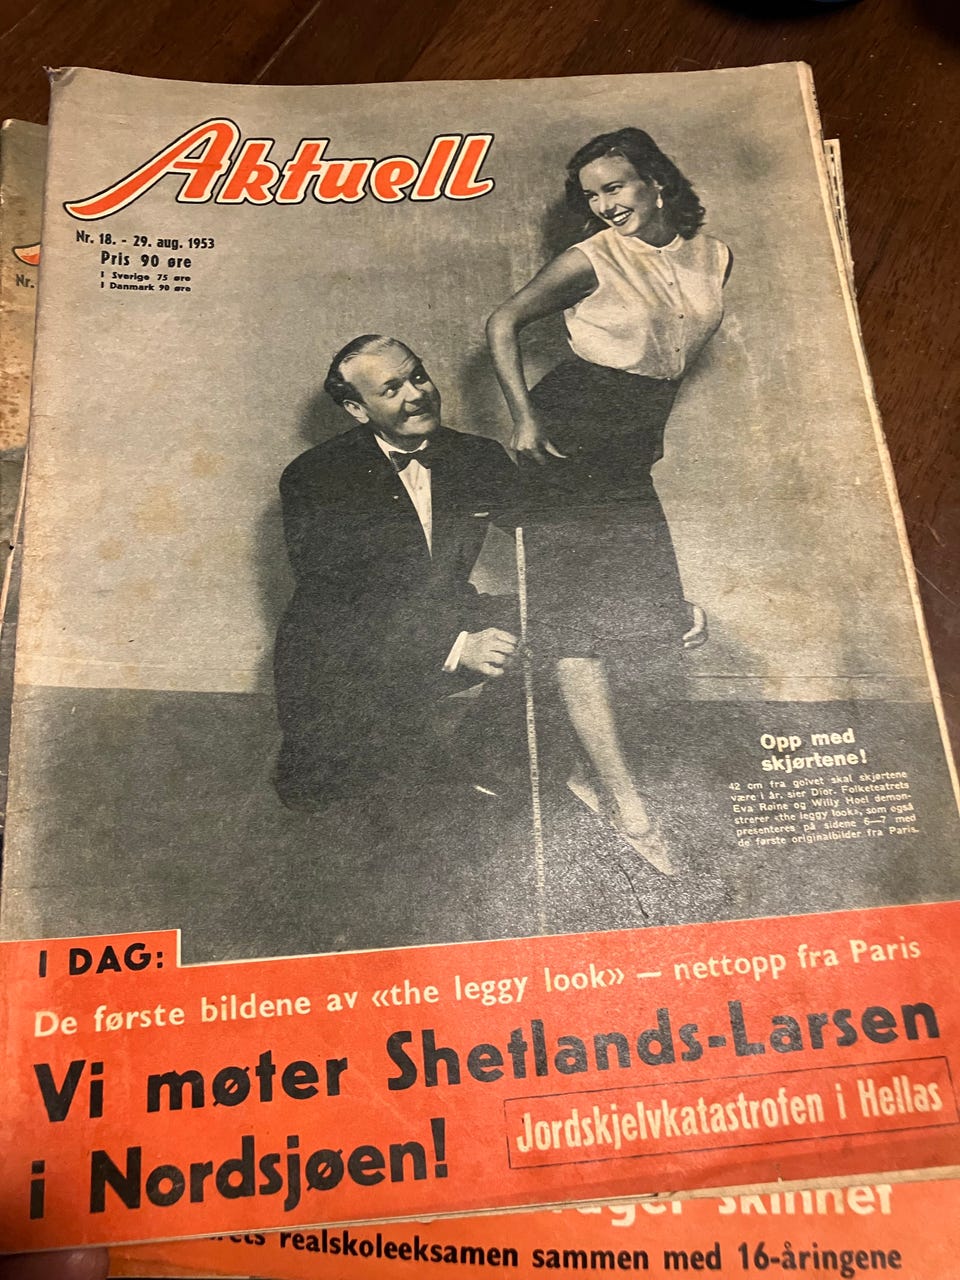 Aktuell
Nr. 18. - 29. aug. 1953
Pris 90 øre
I Sverige 75 øre
I Danmark 90 øre
Nr.
Opp med
skjørtene!
42 cm fra golvet skal skjørtene
være i år, sier Dior. Folketeatrets
Eva Røine og Willy Hoel demon-
strerer «the leggy look», som også
presenteres på sidene 6—7 med
de første originalbilder fra Paris.
I DAG:
De første bildene av «the leggy look» — nettopp fra Paris
Vi møter Shetlands-Larsen
i Nordsjøen!
Jordskjelvkatastrofen i Hellas
skinnet
realskoleeksamen sammen med 16-åringene